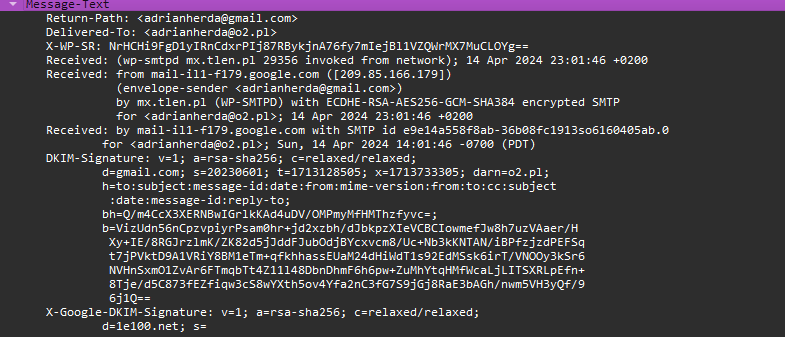 Message-Text
Return-Path: <adrianherda@gmail.com>
Delivered-To: <adrianherda@o2.pl>
X-WP-SR: NrHCHi9FgD1yIRnCdxrPIj87RBykjnA76fy7mIejBl1VZQWrMX7MuCLOYg==
Received: (wp-smtpd mx.tlen.pl 29356 invoked from network); 14 Apr 2024 23:01:46 +0200
Received: from mail-il1-f179.google.com ([209.85.166.179])
(envelope-sender <adrianherda@gmail.com>)
by mx.tlen.pl (WP-SMTPD) with ECDHE-RSA-AES256-GCM-SHA384 encrypted SMTP
for <adrianherda@o2.pl>; 14 Apr 2024 23:01:46 +0200
Received: by mail-il1-f179.google.com with SMTP id e9e14a558f8ab-36b08fc1913so6160405ab.0
for <adrianherda@o2.pl>; Sun, 14 Apr 2024 14:01:46 -0700 (PDT)
DKIM-Signature: v=1; a=rsa-sha256; c=relaxed/relaxed;
d=gmail.com; s=20230601; t=1713128505; x=1713733305; darn=o2.pl;
h=to:subject:message-id:date:from:mime-version:from:to:cc:subject
:date:message-id:reply-to;
bh=Q/m4CcX3XERNBwIGrlkKAd4uDV/OMPmyMfHMThzfyvc=;
b=VizUdn56nCpzvpiyrPsam0hr+jd2xzbh/dJbkpzXIeVCBCIowmefJw8h7uzVAaer/H
Xy+IE/8RGJrzlmK/ZK82d5jJddFJubOdjBYcxvcm8/Uc+Nb3kKNTAN/iBPfzjzdPEFSq
t7jPVktD9A1VRiY8BM1eTm+qfkhhassEUaM24dHiWdT1s92EdMSsk6irT/VNOOy3kSr6
NVHnSxmO1ZvAr6FTmqbTt4Z11l48DbnDhmF6h6pw+ZuMhYtqHMfWcaLjLITSXRLpEfn+
8Tje/d5C873fEZfiqw3cS8wYXth5ov4Yfa2nC3fG7S9jGj8RaE3bAGh/nwm5VH3yQf/9
6j1Q==
X-Google-DKIM-Signature: v=1; a=rsa-sha256; c=relaxed/relaxed;
d=1e100.net; s=